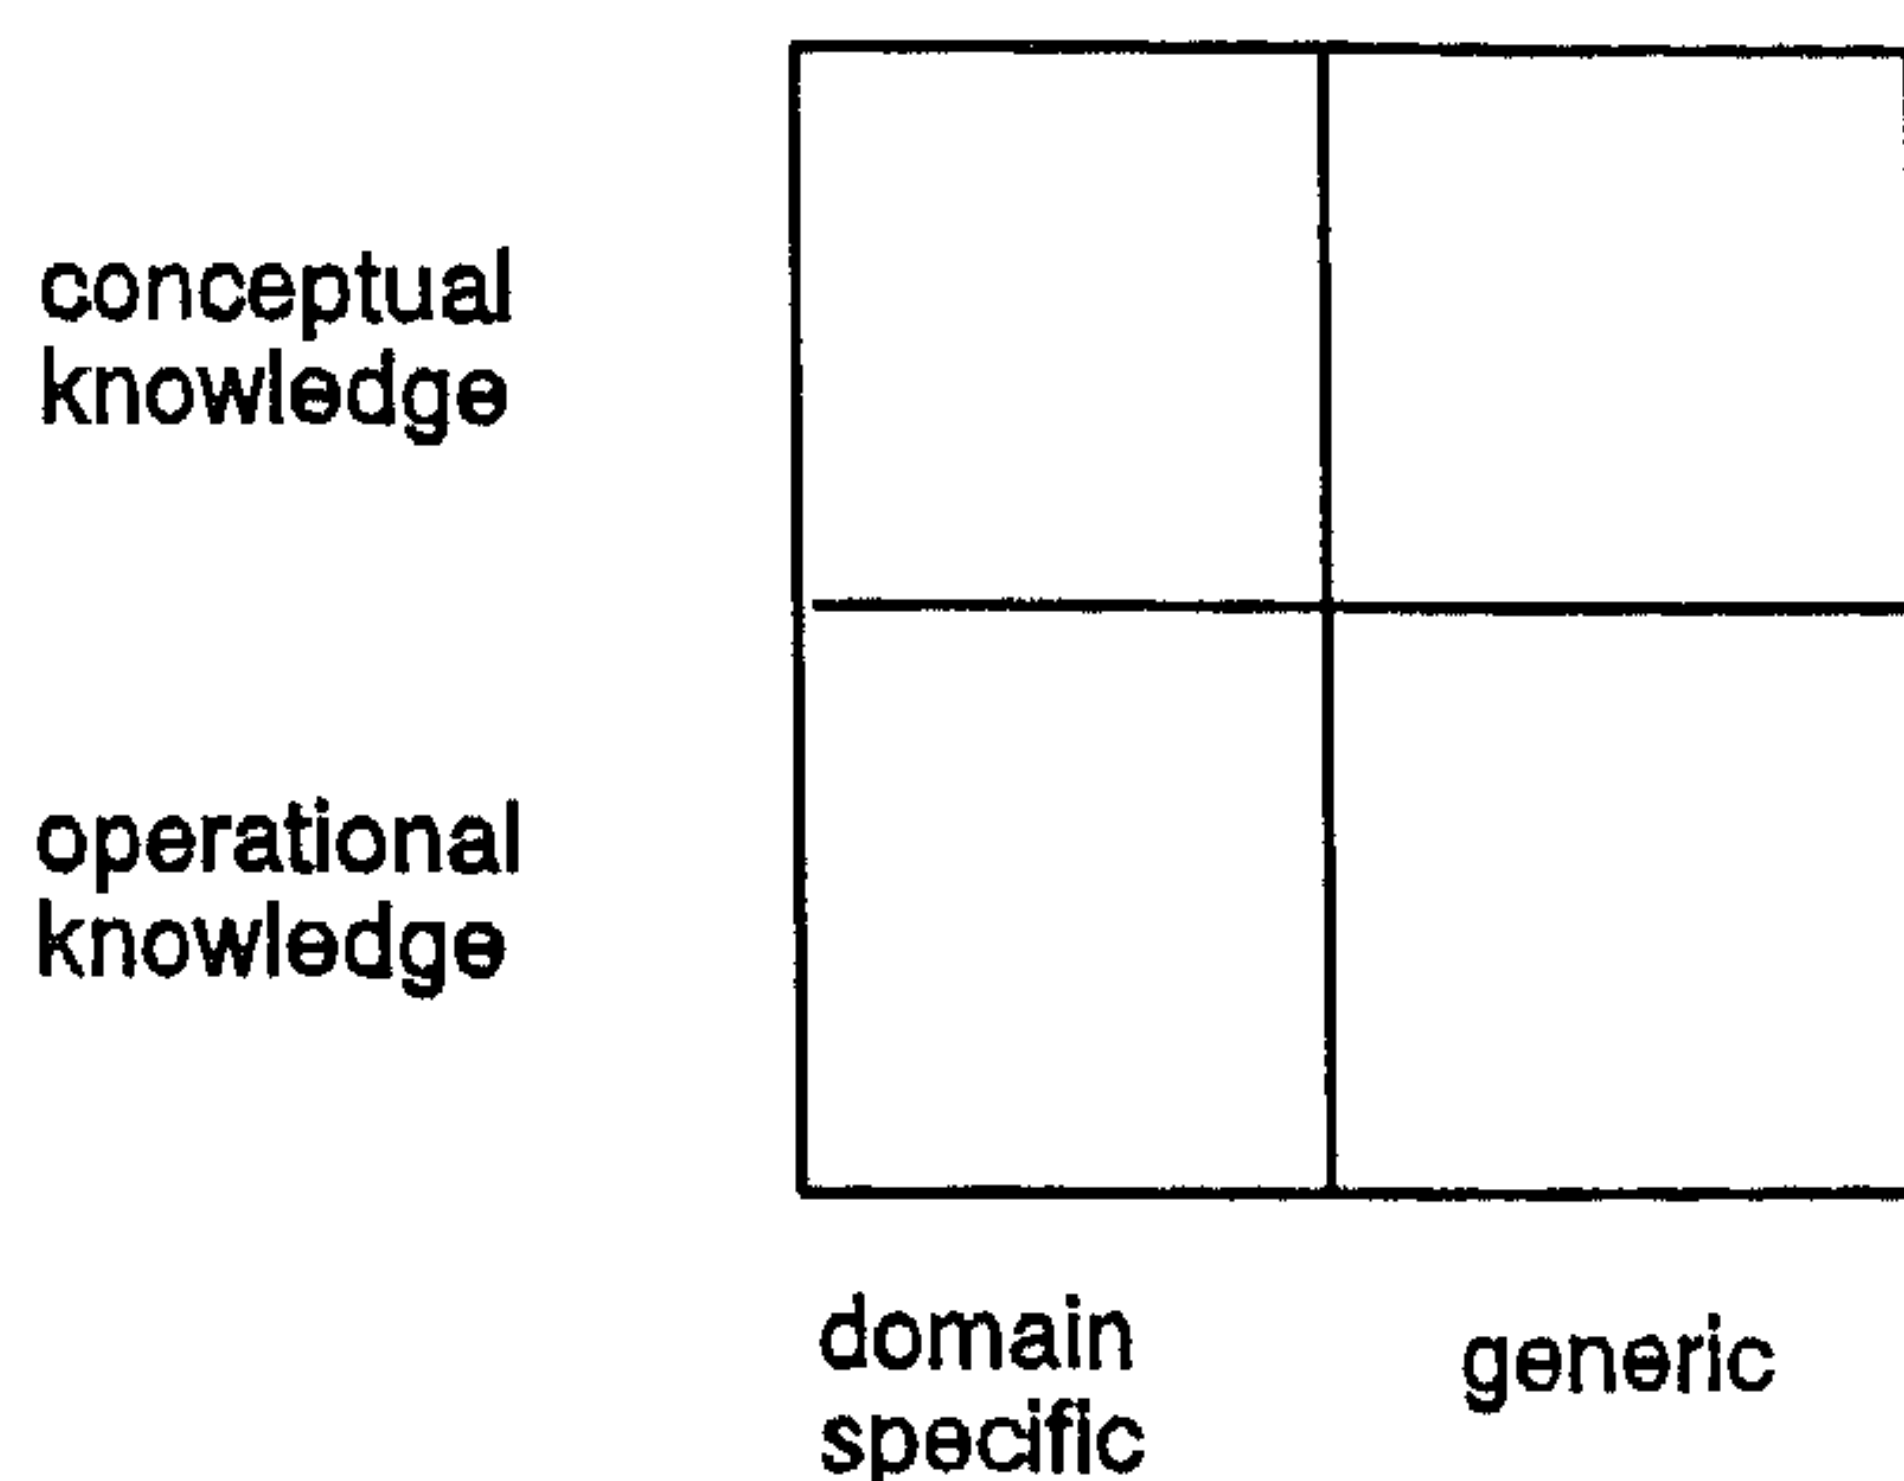 conceptual
knowledge
operational
knowledge
domain
specific
generic